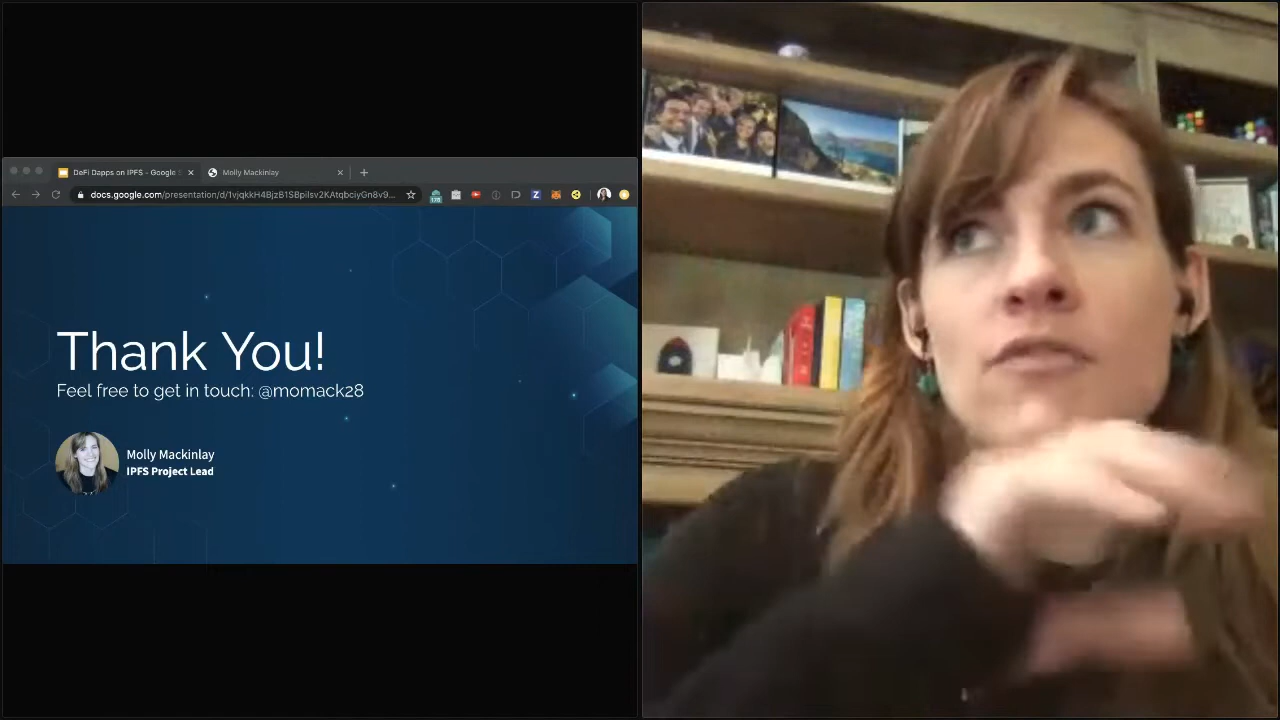 DeFi Dapps on IPFS - Google
Molly Mackinlay
Thank You!
Feel free to get in touch: @momack28
Molly Mackinlay
IPFS Project Lead